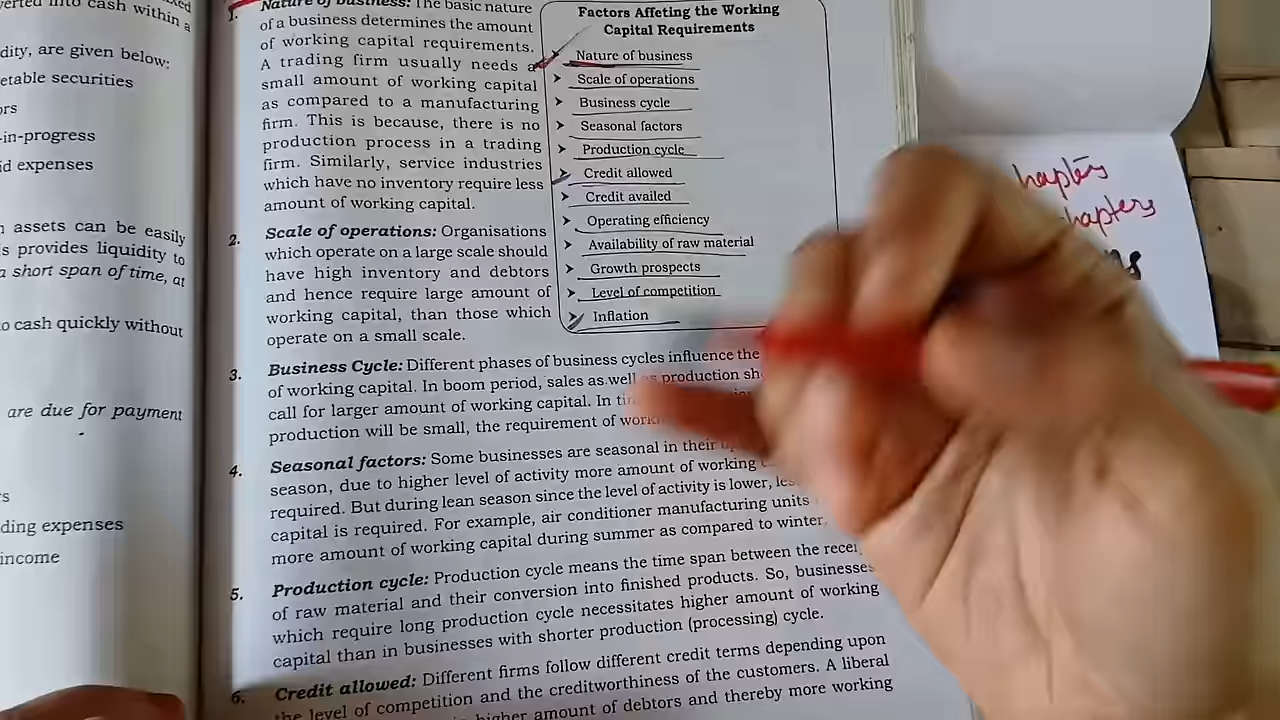 into cash within a
dity, are given below:
etable securities
ors
-in-progress
id expenses
assets can be easily
s provides liquidity to
a short span of time, at
o cash quickly without
are due for payment
s
ding expenses
income
1. Nature of business: The basic nature
of a business determines the amount
of working capital requirements.
A trading firm usually needs a
small amount of working capital
as compared to a manufacturing
firm. This is because, there is no
production process in a trading
firm. Similarly, service industries
which have no inventory require less
amount of working capital.
2. Scale of operations: Organisations
which operate on a large scale should
have high inventory and debtors
and hence require large amount of
working capital, than those which
operate on a small scale.
Factors Affeting the Working
Capital Requirements
➤ Nature of business
➤ Scale of operations
➤ Business cycle
➤ Seasonal factors
➤ Production cycle
➤ Credit allowed
➤ Credit availed
➤ Operating efficiency
➤ Availability of raw material
➤ Growth prospects
➤ Level of competition
➤ Inflation
3. Business Cycle: Different phases of business cycles influence the
of working capital. In boom period, sales as well as production sh
call for larger amount of working capital. In
production will be small, the requirement of
4. Seasonal factors: Some businesses are seasonal in their
season, due to higher level of activity more amount of working
required. But during lean season since the level of activity is lower,
capital is required. For example, air conditioner manufacturing units
more amount of working capital during summer as compared to winter.
5. Production cycle: Production cycle means the time span between the
of raw material and their conversion into finished products. So, businesses
which require long production cycle necessitates higher amount of working
capital than in businesses with shorter production (processing) cycle.
6. Credit allowed: Different firms follow different credit terms depending upon
the level of competition and the creditworthiness of the customers. A liberal
higher amount of debtors and thereby more working
hapters
hapters